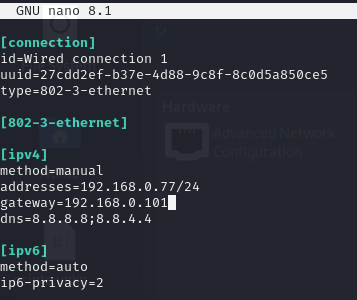 GNU nano 8.1
[connection]
id=Wired connection 1
uuid=27cdd2ef-b37e-4d88-9c8f-8c0d5a850ce5
type=802-3-ethernet
[802-3-ethernet]
Hardware
Advanced Network
Configuration
[ipv4]
method=manual
addresses=192.168.0.77/24
gateway=192.168.0.101
dns=8.8.8.8;8.8.4.4
[ipv6]
method=auto
ip6-privacy=2